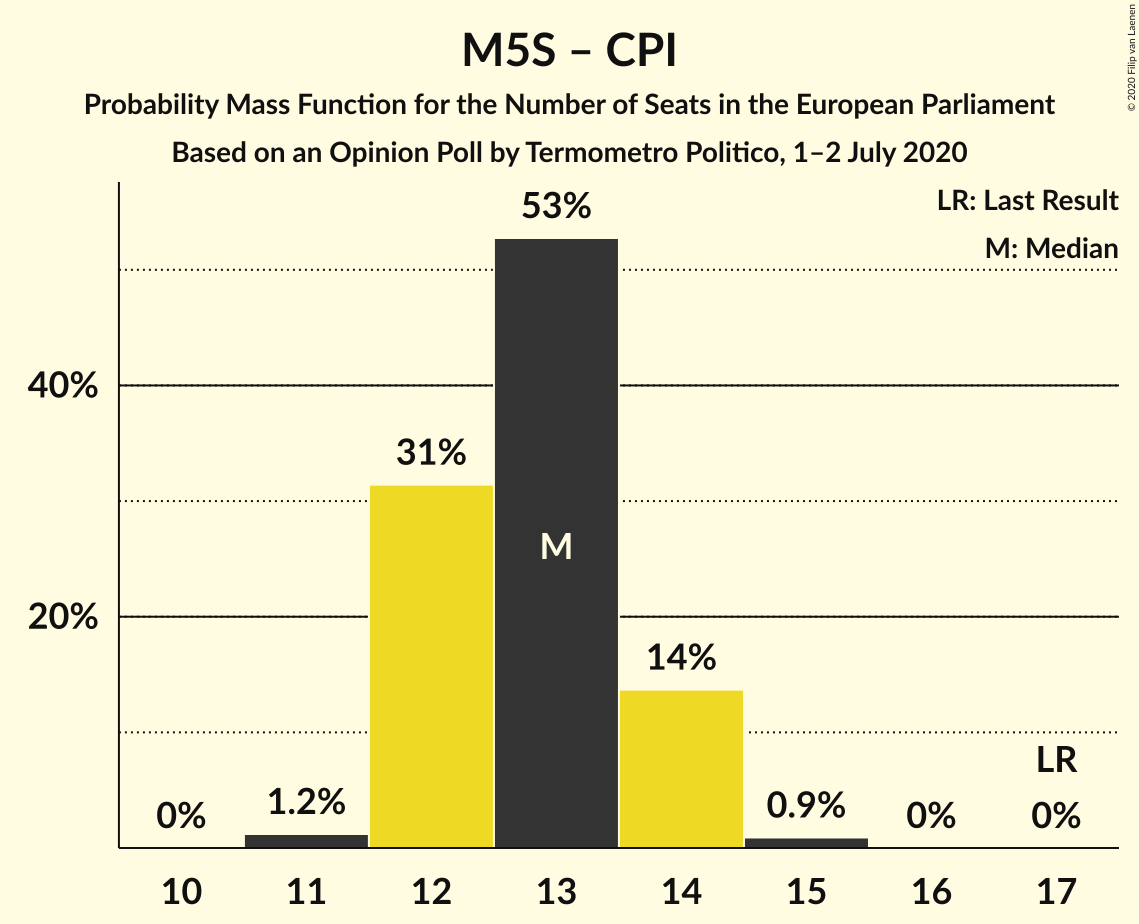 M5S – CPI
Probability Mass Function for the Number of Seats in the European Parliament
Based on an Opinion Poll by Termometro Politico, 1–2 July 2020
© 2020 Filip van Laenen
LR: Last Result
M: Median
53%
40%
31%
M
20%
14%
LR
0%
1.2%
0.9%
0%
0%
10
11
12
13
14
15
16
17